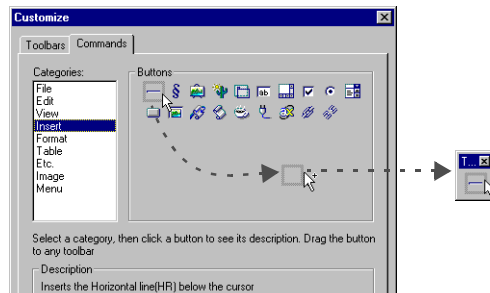 Customize
Toolbars Commands
Categories: Buttons
File
Edit
View
Insert
Format
Table
Etc.
Image
Menu
§
ab
T...
Select a category, then click a button to see its description. Drag the button
to any toolbar
Description
Inserts the Horizontal line(HR) below the cursor